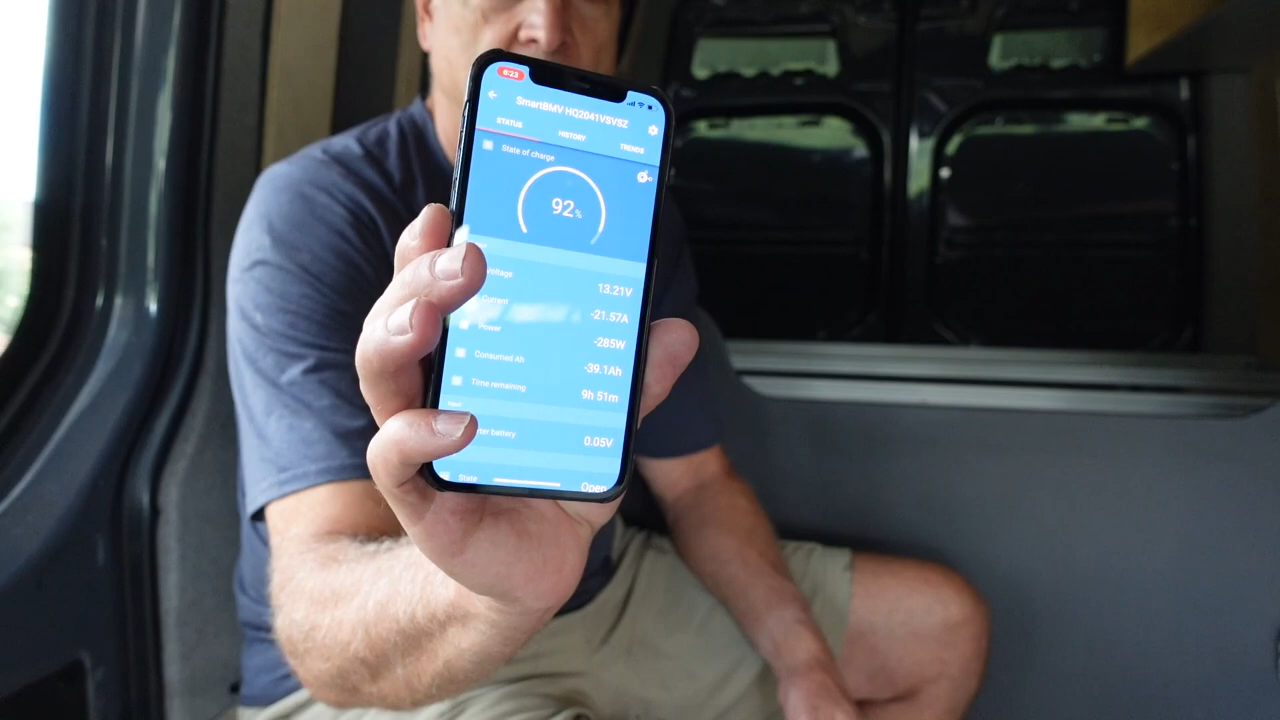 8:23
SmartBMV HQ2041VSVSZ
STATUS HISTORY TRENDS
State of charge
92%
Voltage 13.21V
Current -21.57A
Power -285W
Consumed Ah -39.1Ah
Time remaining 9h 51m
battery 0.05V
State Open